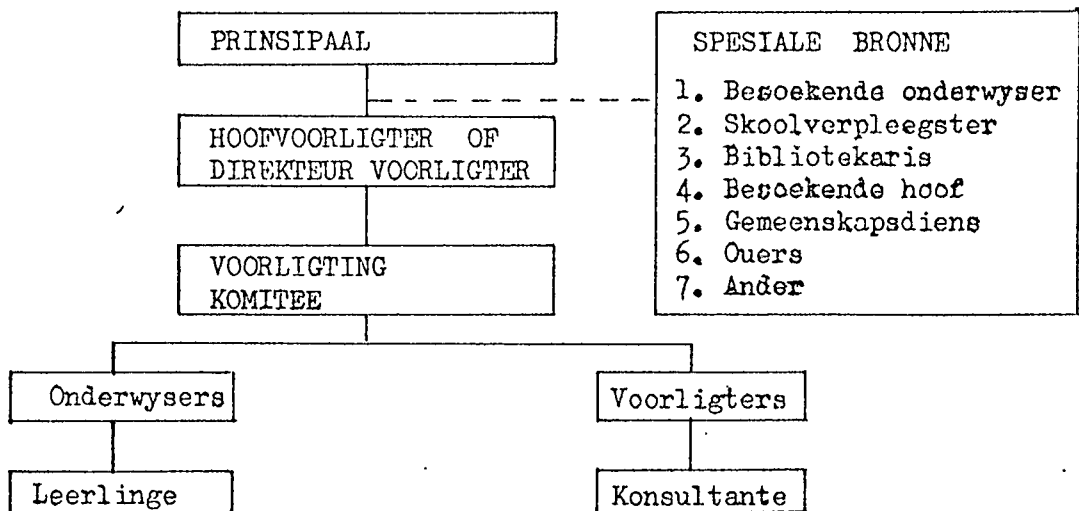 PRINSIPAAL
HOOFVOORLIGTER OF
DIREKTEUR VOORLIGTER
VOORLIGTING
KOMITEE
SPESIALE BRONNE
1. Besoekende onderwyser
2. Skoolverpleegster
3. Bibliotekaris
4. Besoekende hoof
5. Gemeenskapsdiens
6. Ouers
7. Ander
Onderwysers
Voorligters
Leerlinge
Konsultante